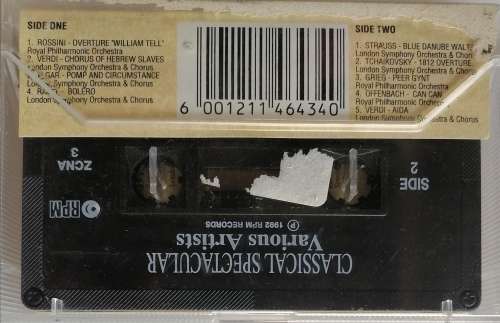 SIDE ONE
1. ROSSINI - OVERTURE "WILLIAM TELL"
Royal Philharmonic Orchestra
2. VERDI - CHORUS OF HEBREW SLAVES
London Symphony Orchestra & Chorus
ELGAR - POMP AND CIRCUMSTANCE
London Symphony Orchestra & Chorus
4. RAVEL - BOLERO
London Symphony Orchestra & Chorus
6 001211 464340
SIDE TWO
1. STRAUSS - BLUE DANUBE WALTZ
London Symphony Orchestra & Chorus
2. TCHAIKOVSKY - 1812 OVERTURE
London Symphony Orchestra & Chorus
3. GRIEG - PEER GYNT
Royal Philharmonic Orchestra
4. OFFENBACH - CAN CAN
London Symphony Orchestra & Chorus
5. VERDI - AIDA
London Symphony Orchestra & Chorus
CLASSICAL SPECTACULAR
Various Artists
℗ 1992 RPM RECORDS
RPM
SIDE
2
ZCNA
3